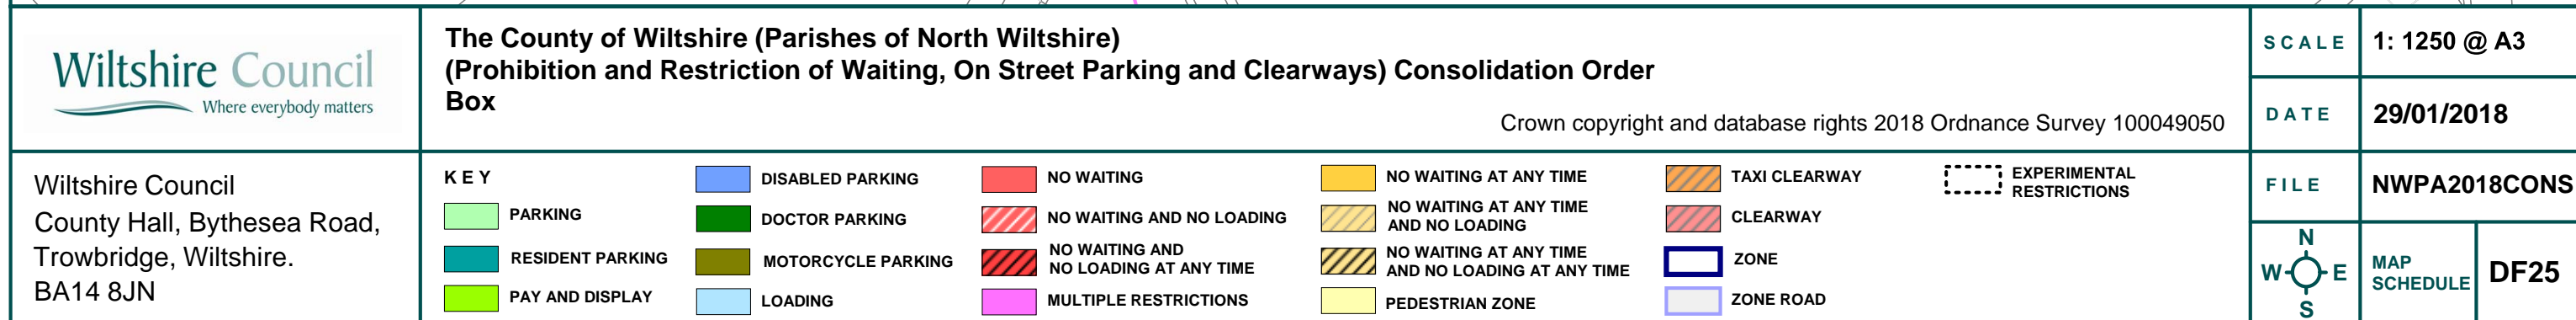 Wiltshire Council
Where everybody matters
The County of Wiltshire (Parishes of North Wiltshire)
(Prohibition and Restriction of Waiting, On Street Parking and Clearways) Consolidation Order
Box
Crown copyright and database rights 2018 Ordnance Survey 100049050
SCALE
1: 1250 @ A3
DATE
29/01/2018
Wiltshire Council
County Hall, Bythesea Road,
Trowbridge, Wiltshire.
BA14 8JN
KEY
PARKING
RESIDENT PARKING
PAY AND DISPLAY
DISABLED PARKING
DOCTOR PARKING
MOTORCYCLE PARKING
LOADING
NO WAITING
NO WAITING AND NO LOADING
NO WAITING AND
NO LOADING AT ANY TIME
MULTIPLE RESTRICTIONS
NO WAITING AT ANY TIME
NO WAITING AT ANY TIME
AND NO LOADING
NO WAITING AT ANY TIME
AND NO LOADING AT ANY TIME
PEDESTRIAN ZONE
TAXI CLEARWAY
CLEARWAY
ZONE
ZONE ROAD
EXPERIMENTAL
RESTRICTIONS
FILE
NWPA2018CONS
N
W E
S
MAP
SCHEDULE
DF25